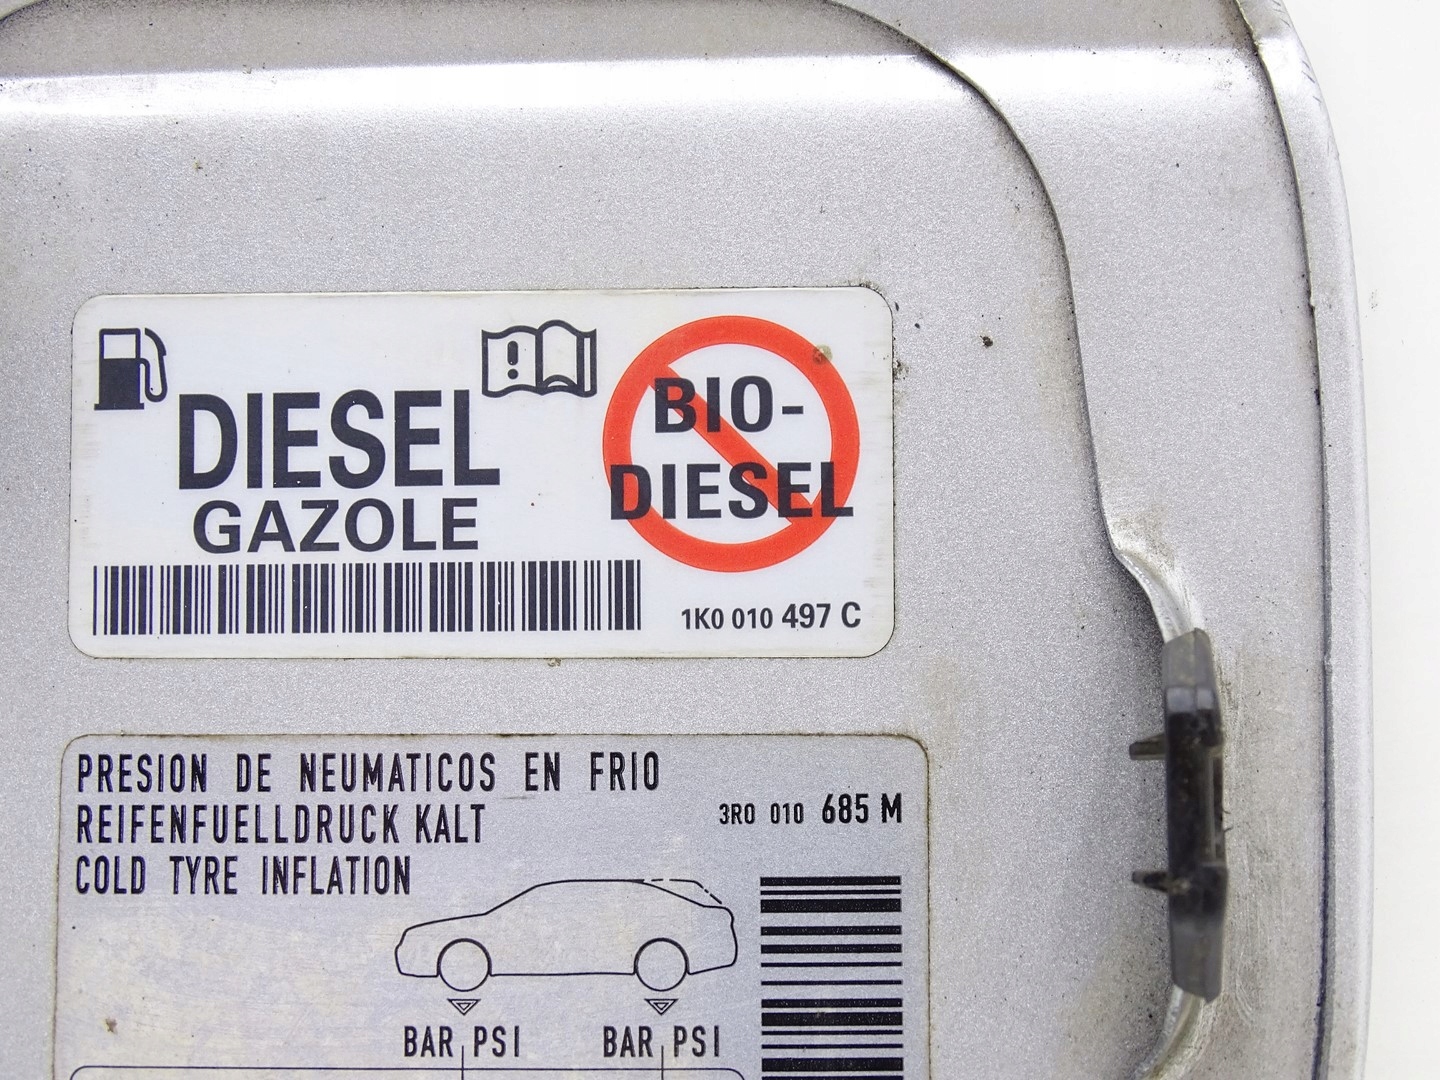 DIESEL
GAZOLE
BIO-
DIESEL
1K0 010 497 C
PRESION DE NEUMATICOS EN FRIO
REIFENFUELLDRUCK KALT
COLD TYRE INFLATION
3R0 010 685 M
BAR PSI BAR PSI